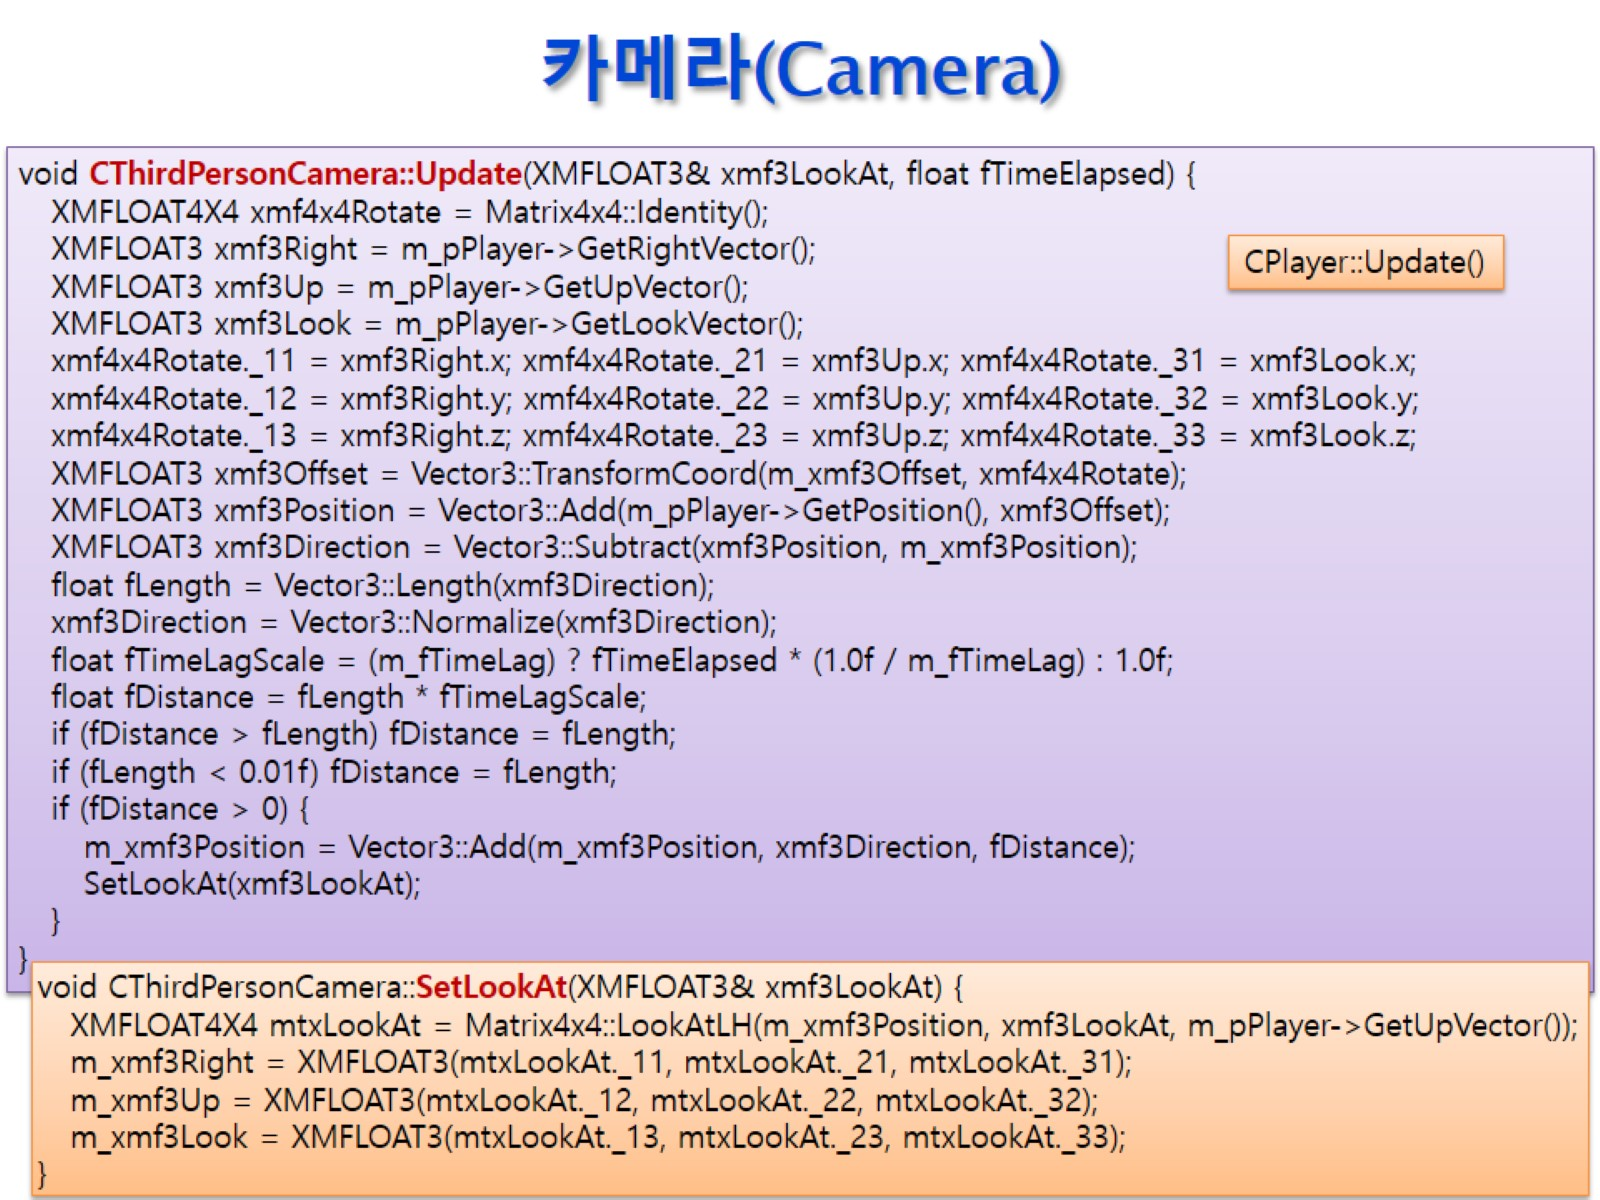 카메라(Camera)
void CThirdPersonCamera::Update(XMFLOAT3& xmf3LookAt, float fTimeElapsed) {
XMFLOAT4X4 xmf4x4Rotate = Matrix4x4::Identity();
XMFLOAT3 xmf3Right = m_pPlayer->GetRightVector();
CPlayer::Update()
XMFLOAT3 xmf3Up = m_pPlayer->GetUpVector();
XMFLOAT3 xmf3Look = m_pPlayer->GetLookVector();
xmf4x4Rotate._11 = xmf3Right.x; xmf4x4Rotate._21 = xmf3Up.x; xmf4x4Rotate._31 = xmf3Look.x;
xmf4x4Rotate._12 = xmf3Right.y; xmf4x4Rotate._22 = xmf3Up.y; xmf4x4Rotate._32 = xmf3Look.y;
xmf4x4Rotate._13 = xmf3Right.z; xmf4x4Rotate._23 = xmf3Up.z; xmf4x4Rotate._33 = xmf3Look.z;
XMFLOAT3 xmf3Offset = Vector3::TransformCoord(m_xmf3Offset, xmf4x4Rotate);
XMFLOAT3 xmf3Position = Vector3::Add(m_pPlayer->GetPosition(), xmf3Offset);
XMFLOAT3 xmf3Direction = Vector3::Subtract(xmf3Position, m_xmf3Position);
float fLength = Vector3::Length(xmf3Direction);
xmf3Direction = Vector3::Normalize(xmf3Direction);
float fTimeLagScale = (m_fTimeLag) ? fTimeElapsed * (1.0f / m_fTimeLag) : 1.0f;
float fDistance = fLength * fTimeLagScale;
if (fDistance > fLength) fDistance = fLength;
if (fLength < 0.01f) fDistance = fLength;
if (fDistance > 0) {
m_xmf3Position = Vector3::Add(m_xmf3Position, xmf3Direction, fDistance);
SetLookAt(xmf3LookAt);
}
}
void CThirdPersonCamera::SetLookAt(XMFLOAT3& xmf3LookAt) {
XMFLOAT4X4 mtxLookAt = Matrix4x4::LookAtLH(m_xmf3Position, xmf3LookAt, m_pPlayer->GetUpVector());
m_xmf3Right = XMFLOAT3(mtxLookAt._11, mtxLookAt._21, mtxLookAt._31);
m_xmf3Up = XMFLOAT3(mtxLookAt._12, mtxLookAt._22, mtxLookAt._32);
m_xmf3Look = XMFLOAT3(mtxLookAt._13, mtxLookAt._23, mtxLookAt._33);
}